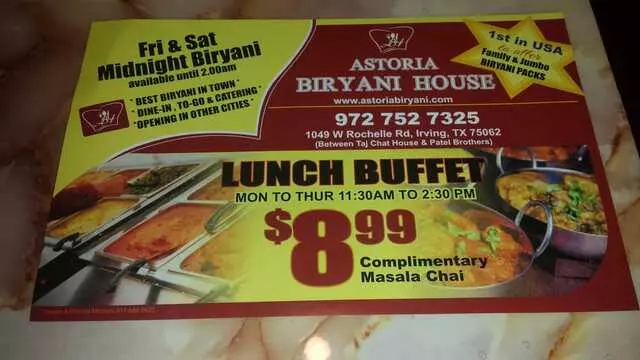 Fri & Sat
Midnight Biryani
available until 2.00am
* BEST BIRYANI IN TOWN *
* DINE-IN , TO-GO & CATERING *
*OPENING IN OTHER CITIES *
ASTORIA
BIRYANI HOUSE
www.astoriabiryani.com
972 752 7325
1049 W Rochelle Rd, Irving, TX 75062
(Between Taj Chat House & Patel Brothers)
1st in USA
to offer
Family & Jumbo
BIRYANI PACKS
LUNCH BUFFET
MON TO THUR 11:30AM TO 2:30 PM
$8.99
Complimentary
Masala Chai